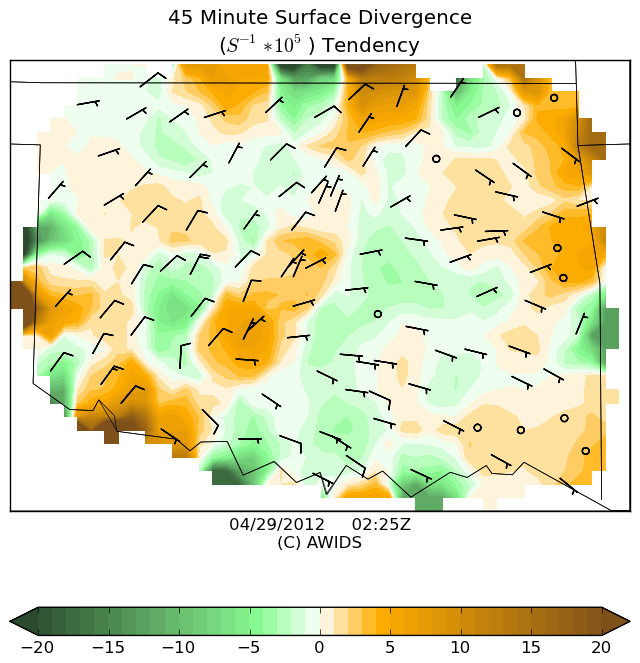 45 Minute Surface Divergence
(S⁻¹ *10⁵ ) Tendency
04/29/2012 02:25Z
(C) AWIDS
−20 −15 −10 −5 0 5 10 15 20